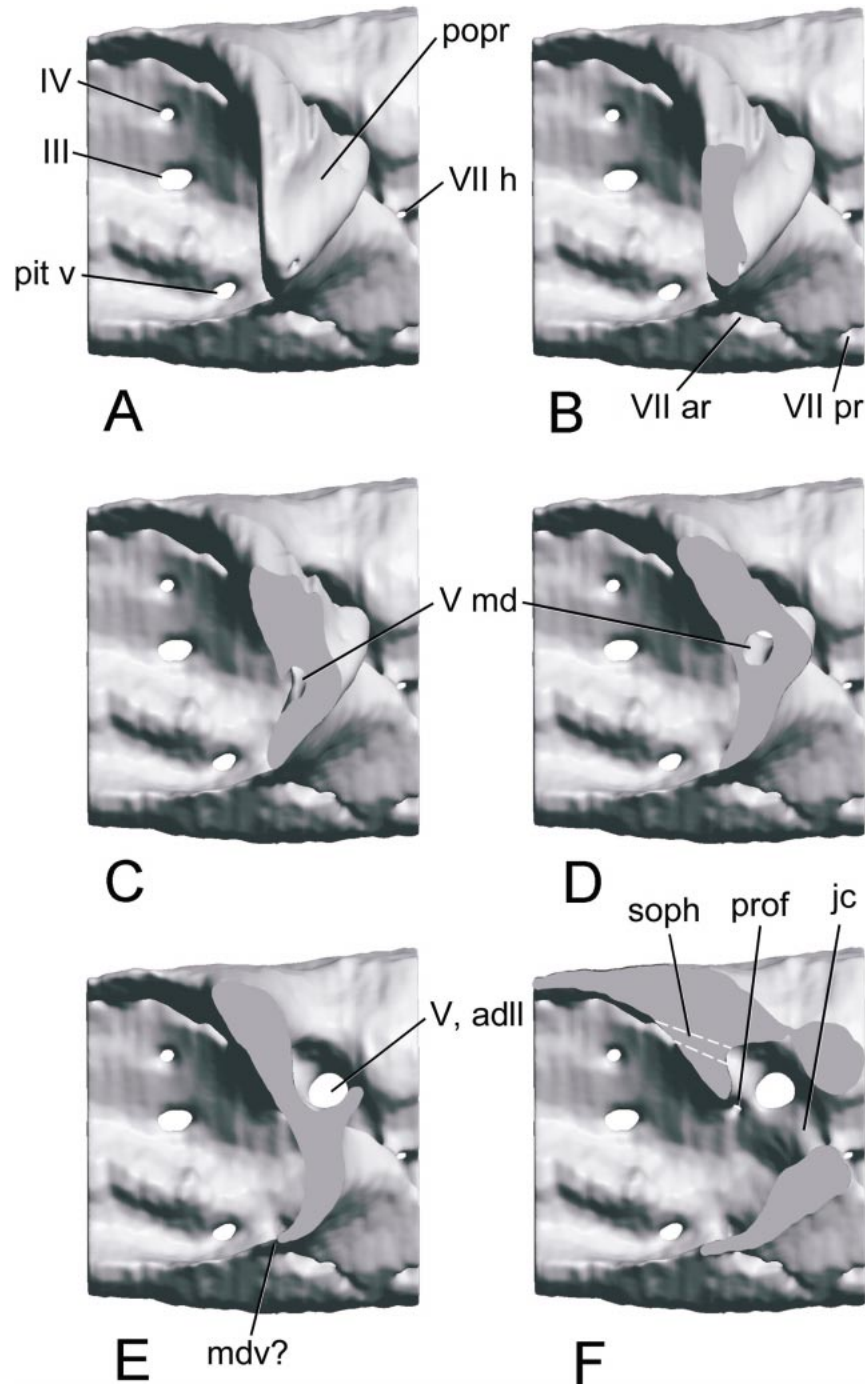 popr
IV
III
VII h
pit v
A
B
VII ar
VII pr
V md
C
D
soph
prof
jc
V, adII
mdv?
E
F